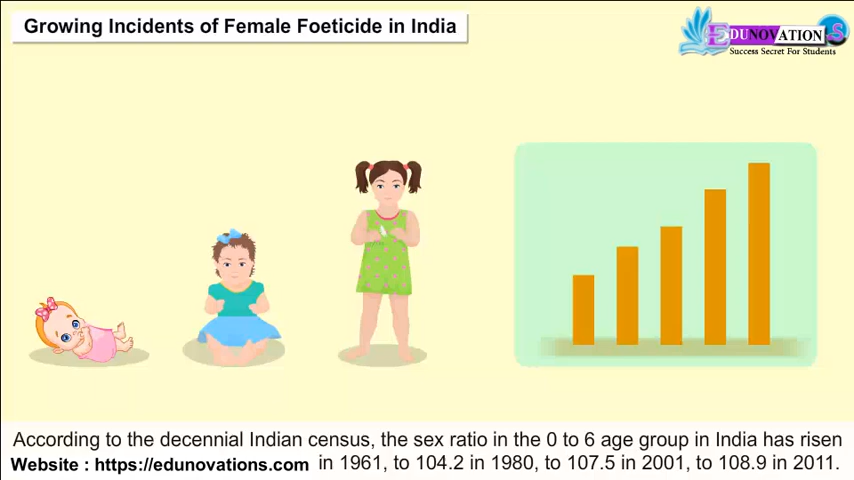 Growing Incidents of Female Foeticide in India
EDUNOVATIONS
Success Secret For Students
According to the decennial Indian census, the sex ratio in the 0 to 6 age group in India has risen
Website : https://edunovations.com in 1961, to 104.2 in 1980, to 107.5 in 2001, to 108.9 in 2011.